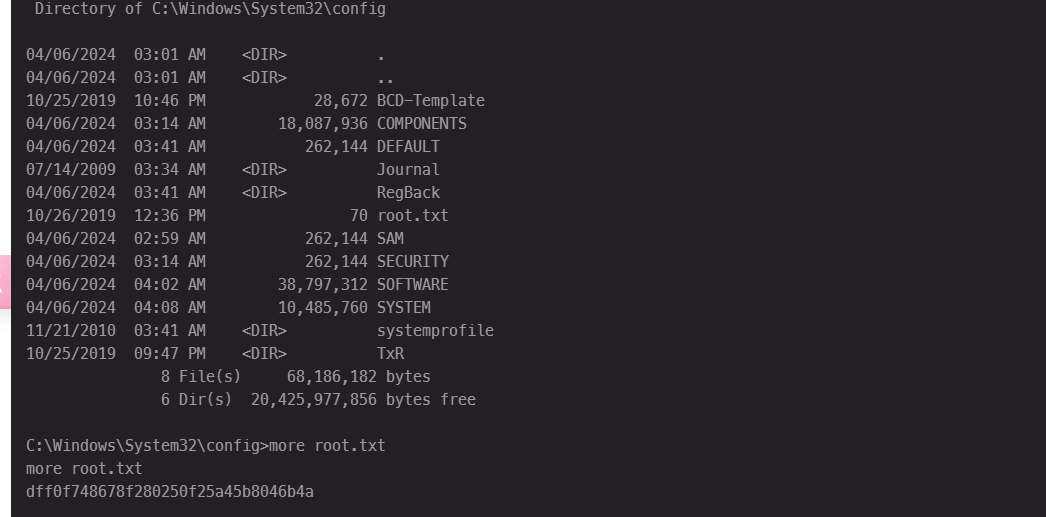 Directory of C:\Windows\System32\config
04/06/2024  03:01 AM    <DIR>          .
04/06/2024  03:01 AM    <DIR>          ..
10/25/2019  10:46 PM            28,672 BCD-Template
04/06/2024  03:14 AM        18,087,936 COMPONENTS
04/06/2024  03:41 AM           262,144 DEFAULT
07/14/2009  03:34 AM    <DIR>          Journal
04/06/2024  03:41 AM    <DIR>          RegBack
10/26/2019  12:36 PM                70 root.txt
04/06/2024  02:59 AM           262,144 SAM
04/06/2024  03:14 AM           262,144 SECURITY
04/06/2024  04:02 AM        38,797,312 SOFTWARE
04/06/2024  04:08 AM        10,485,760 SYSTEM
11/21/2010  03:41 AM    <DIR>          systemprofile
10/25/2019  09:47 PM    <DIR>          TxR
               8 File(s)     68,186,182 bytes
               6 Dir(s)  20,425,977,856 bytes free
C:\Windows\System32\config>more root.txt
more root.txt
dff0f748678f280250f25a45b8046b4a